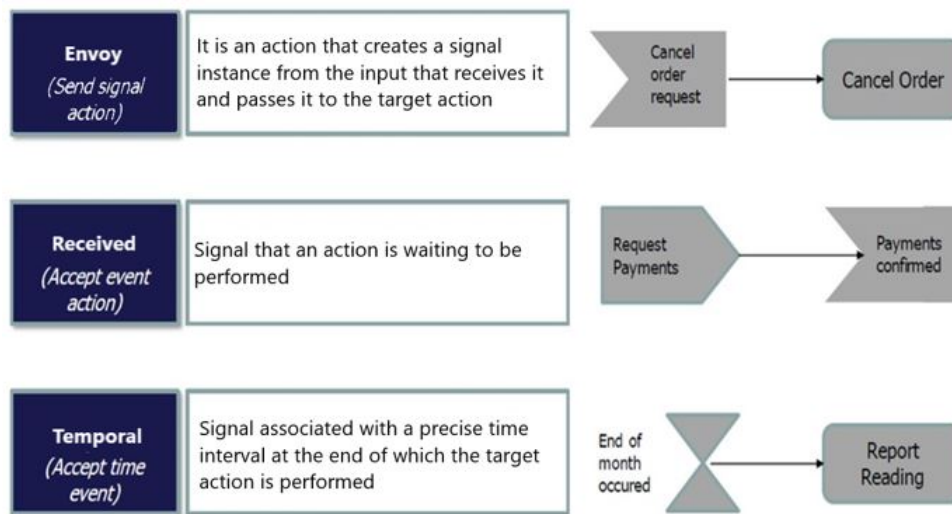 Envoy
(Send signal
action)
It is an action that creates a signal
instance from the input that receives it
and passes it to the target action
Cancel
order
request
Cancel Order
Received
(Accept event
action)
Signal that an action is waiting to be
performed
Request
Payments
Payments
confirmed
Temporal
(Accept time
event)
Signal associated with a precise time
interval at the end of which the target
action is performed
End of
month
occured
Report
Reading